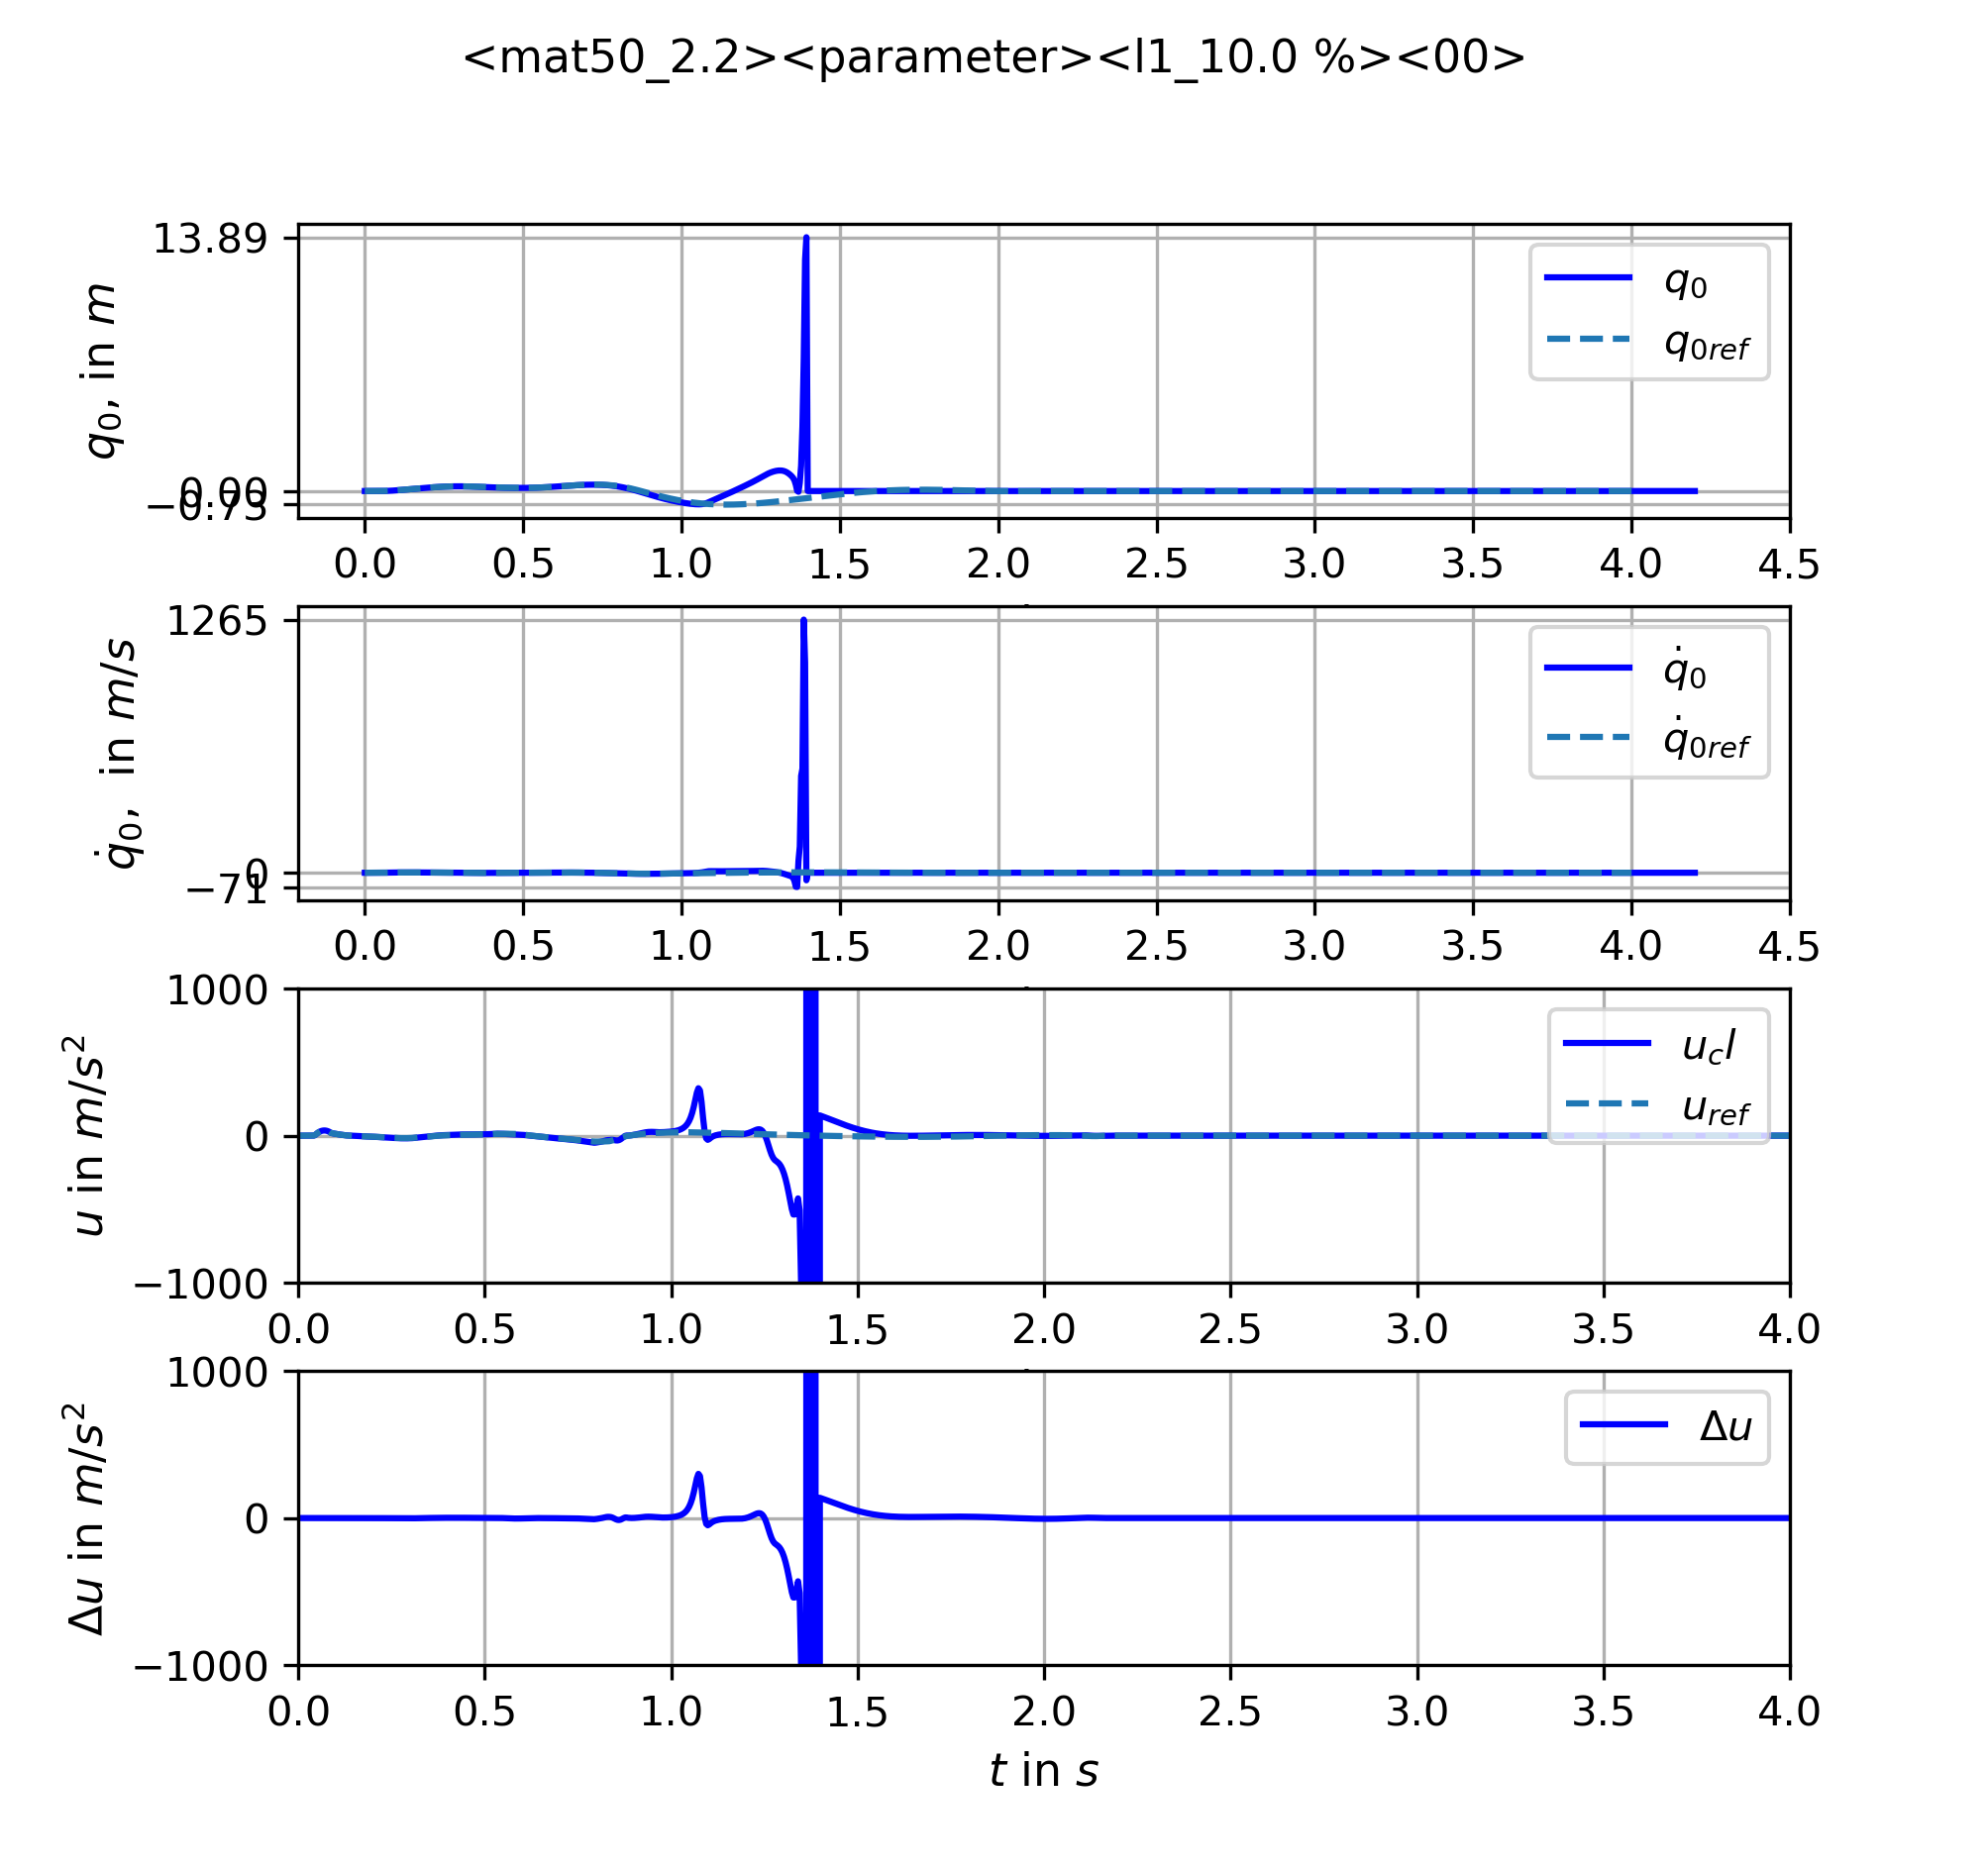 <mat50_2.2><parameter><l1_10.0 %><00>
13.89
0.00
−0.73
q₀, in m
q₀
q₀ref
0.0 0.5 1.0 1.5 2.0 2.5 3.0 3.5 4.0 4.5
1265
0
−71
q̇₀, in m/s
q̇₀
q̇₀ref
0.0 0.5 1.0 1.5 2.0 2.5 3.0 3.5 4.0 4.5
1000
0
−1000
u in m/s²
u_cl
u_ref
0.0 0.5 1.0 1.5 2.0 2.5 3.0 3.5 4.0
1000
0
−1000
Δu in m/s²
Δu
0.0 0.5 1.0 1.5 2.0 2.5 3.0 3.5 4.0
t in s